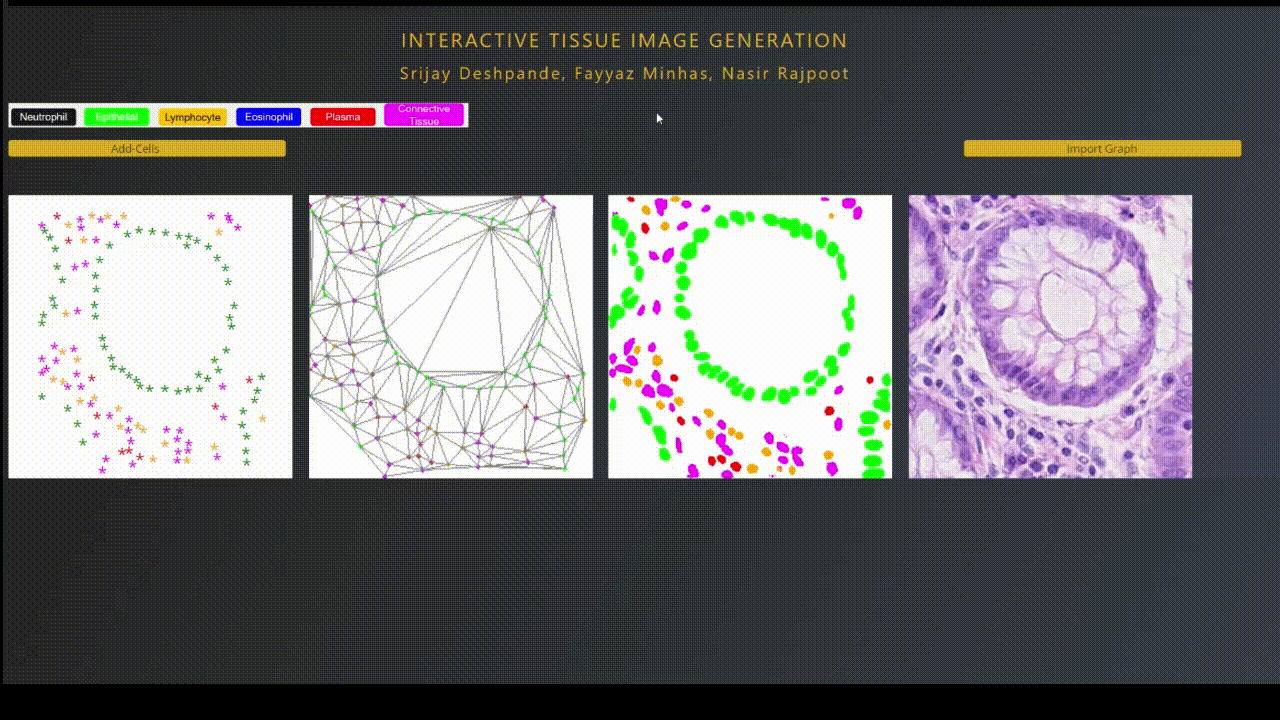 INTERACTIVE TISSUE IMAGE GENERATION
Srijay Deshpande, Fayyaz Minhas, Nasir Rajpoot
Neutrophil Epithelial Lymphocyte Eosinophil Plasma Connective Tissue
Add-Cells Import Graph